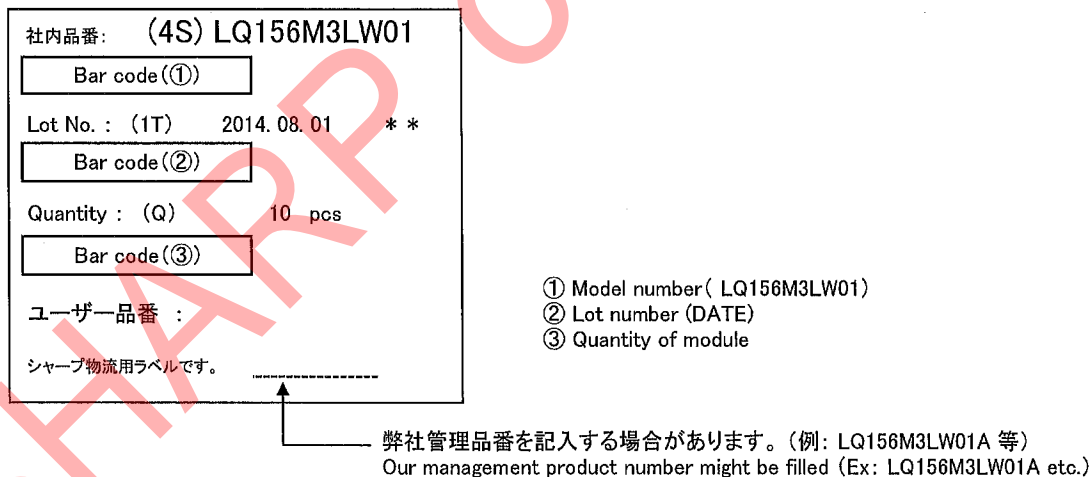 社内品番: (4S) LQ156M3LW01
Bar code(①)
Lot No. : (1T) 2014. 08. 01 * *
Bar code(②)
Quantity : (Q) 10 pcs
Bar code(③)
ユーザー品番 :
シャープ物流用ラベルです。
① Model number( LQ156M3LW01)
② Lot number (DATE)
③ Quantity of module
弊社管理品番を記入する場合があります。(例: LQ156M3LW01A 等)
Our management product number might be filled (Ex: LQ156M3LW01A etc.)